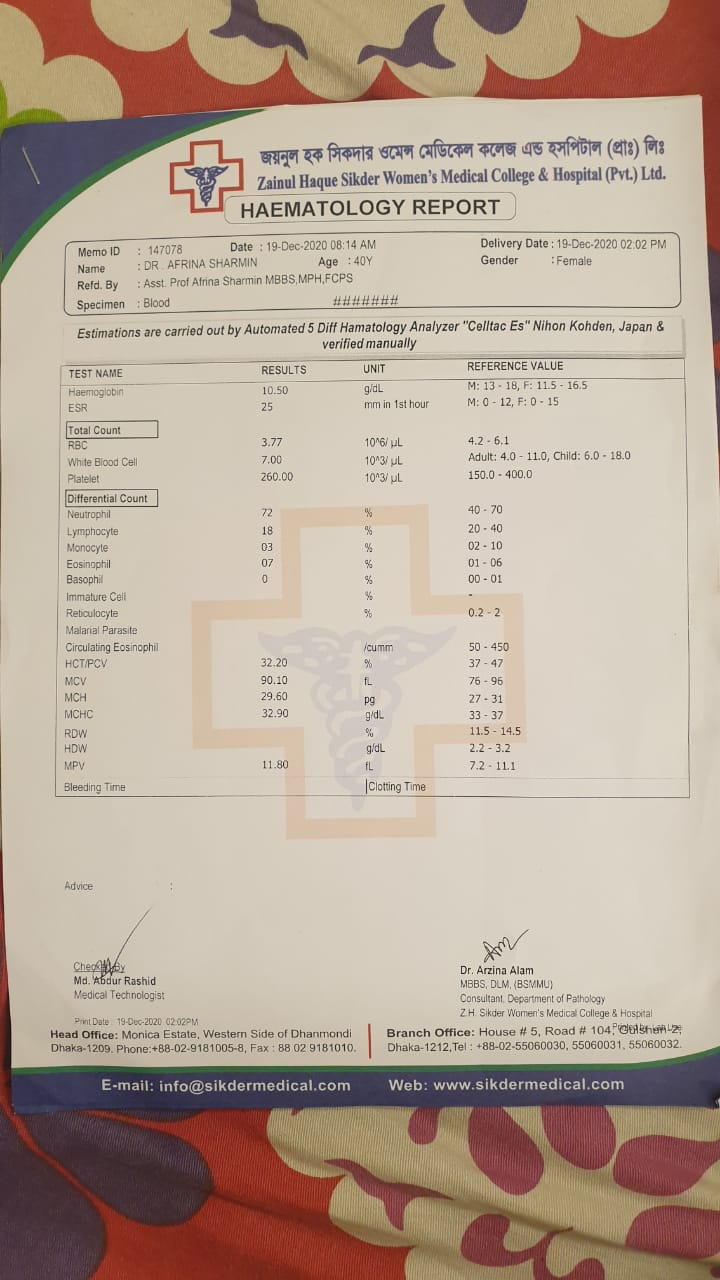 জয়নুল হক সিকদার ওমেন্স মেডিকেল কলেজ এন্ড হসপিটাল (প্রাঃ) লিঃ
Zainul Haque Sikder Women's Medical College & Hospital (Pvt.) Ltd.
HAEMATOLOGY REPORT
Memo ID : 147078 Date : 19-Dec-2020 08:14 AM Delivery Date : 19-Dec-2020 02:02 PM
Name : DR . AFRINA SHARMIN Age : 40Y Gender : Female
Refd. By : Asst. Prof Afrina Sharmin MBBS,MPH,FCPS
Specimen : Blood #######
Estimations are carried out by Automated 5 Diff Hamatology Analyzer "Celltac Es" Nihon Kohden, Japan &
verified manually
TEST NAME RESULTS UNIT REFERENCE VALUE
Haemoglobin 10.50 g/dL M: 13 - 18, F: 11.5 - 16.5
ESR 25 mm in 1st hour M: 0 - 12, F: 0 - 15
Total Count
RBC 3.77 10^6/ µL 4.2 - 6.1
White Blood Cell 7.00 10^3/ µL Adult: 4.0 - 11.0, Child: 6.0 - 18.0
Platelet 260.00 10^3/ µL 150.0 - 400.0
Differential Count
Neutrophil 72 % 40 - 70
Lymphocyte 18 % 20 - 40
Monocyte 03 % 02 - 10
Eosinophil 07 % 01 - 06
Basophil 0 % 00 - 01
Immature Cell % -
Reticulocyte % 0.2 - 2
Malarial Parasite
Circulating Eosinophil /cumm 50 - 450
HCT/PCV 32.20 % 37 - 47
MCV 90.10 fL 76 - 96
MCH 29.60 pg 27 - 31
MCHC 32.90 g/dL 33 - 37
RDW % 11.5 - 14.5
HDW g/dL 2.2 - 3.2
MPV 11.80 fL 7.2 - 11.1
Bleeding Time Clotting Time
Advice :
Checked By
Md. Abdur Rashid
Medical Technologist
Dr. Arzina Alam
MBBS, DLM, (BSMMU)
Consultant, Department of Pathology
Z.H. Sikder Women's Medical College & Hospital
Print Date : 19-Dec-2020 02:02PM
Printed by:
Head Office: Monica Estate, Western Side of Dhanmondi
Dhaka-1209. Phone:+88-02-9181005-8, Fax : 88 02 9181010.
Branch Office: House # 5, Road # 104, Gulshan-2,
Dhaka-1212,Tel : +88-02-55060030, 55060031, 55060032.
E-mail: info@sikdermedical.com Web: www.sikdermedical.com